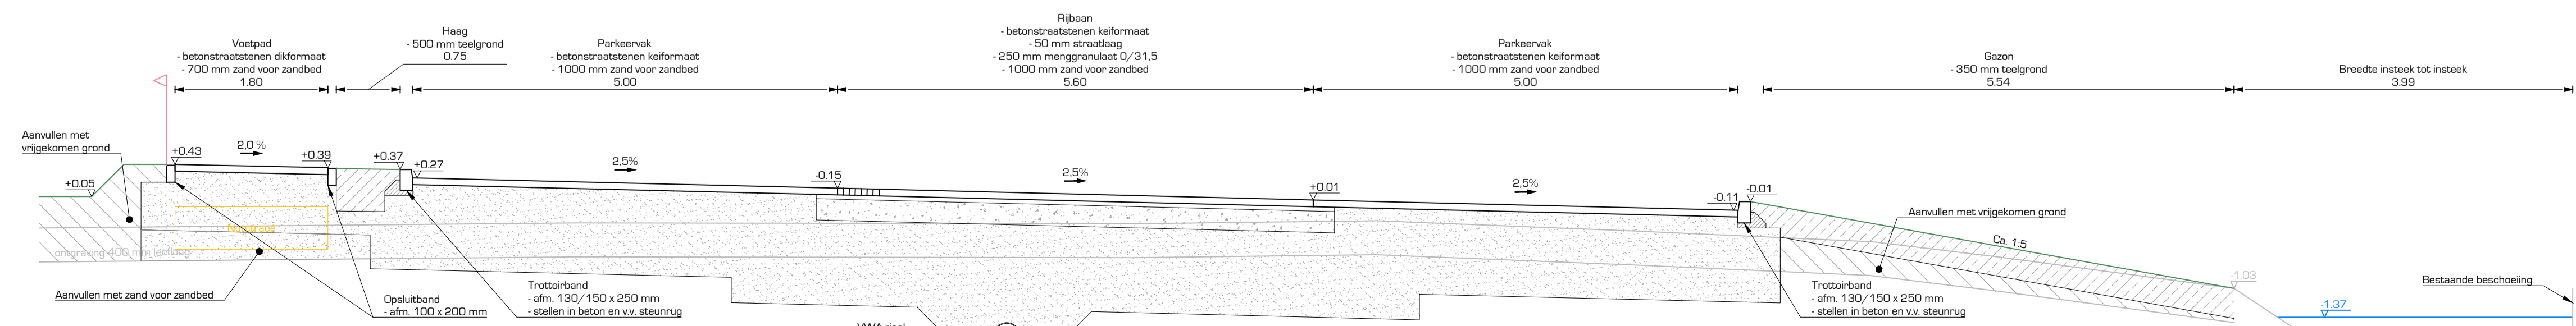 Voetpad
- betonstraatstenen dikformaat
- 700 mm zand voor zandbed
1.80
Haag
- 500 mm teelgrond
0.75
Parkeervak
- betonstraatstenen keiformaat
- 1000 mm zand voor zandbed
5.00
Rijbaan
- betonstraatstenen keiformaat
- 50 mm straatlaag
- 250 mm menggranulaat 0/31,5
- 1000 mm zand voor zandbed
5.60
Parkeervak
- betonstraatstenen keiformaat
- 1000 mm zand voor zandbed
5.00
Gazon
- 350 mm teelgrond
5.54
Breedte insteek tot insteek
3.99
Aanvullen met
vrijgekomen grond
+0.05
+0.43
2,0 %
+0.39
+0.37
+0.27
2,5%
-0.15
2,5%
+0.01
2,5%
-0.11
-0.01
Aanvullen met vrijgekomen grond
Ca. 1:5
-1.03
-1.37
Bestaande beschoeiing
ontgraving 400 mm
Aanvullen met zand voor zandbed
Opsluitband
- afm. 100 x 200 mm
Trottoirband
- afm. 130/150 x 250 mm
- stellen in beton en v.v. steunrug
Trottoirband
- afm. 130/150 x 250 mm
- stellen in beton en v.v. steunrug